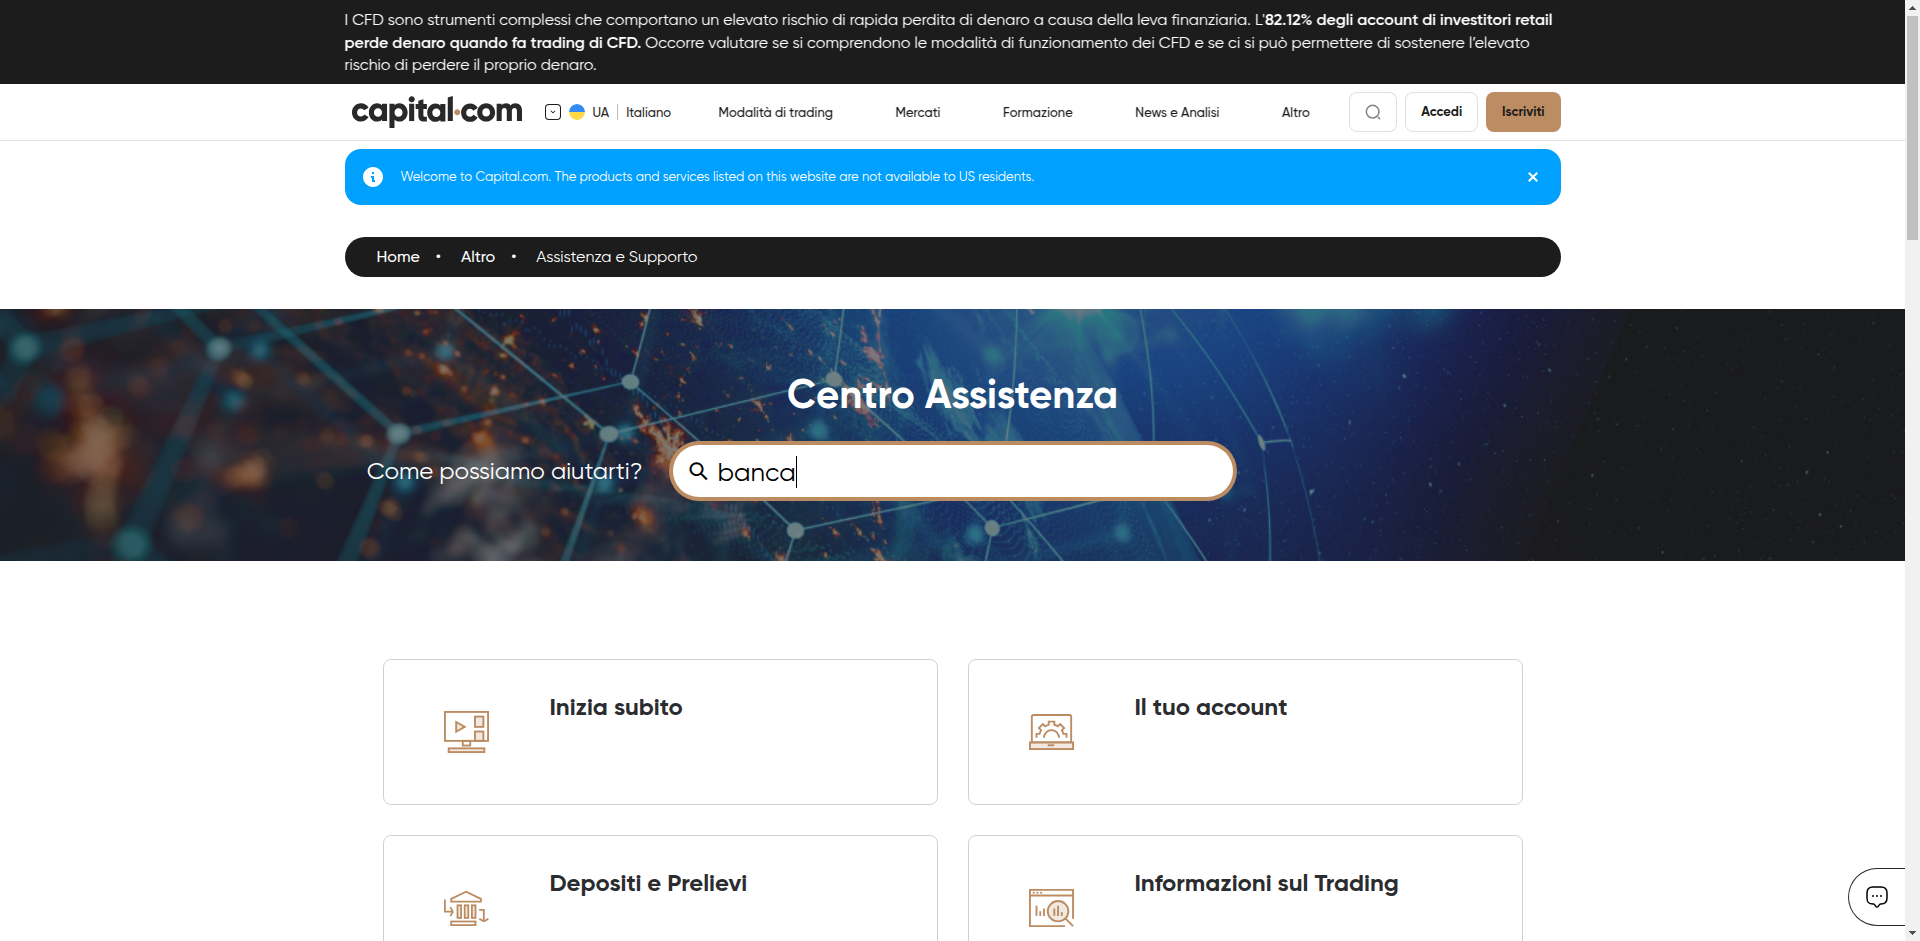 I CFD sono strumenti complessi che comportano un elevato rischio di rapida perdita di denaro a causa della leva finanziaria. L'82.12% degli account di investitori retail
perde denaro quando fa trading di CFD. Occorre valutare se si comprendono le modalità di funzionamento dei CFD e se ci si può permettere di sostenere l’elevato
rischio di perdere il proprio denaro.
capital.com UA Italiano Modalità di trading Mercati Formazione News e Analisi Altro Accedi Iscriviti
Welcome to Capital.com. The products and services listed on this website are not available to US residents.
Home • Altro • Assistenza e Supporto
Centro Assistenza
Come possiamo aiutarti? banca
Inizia subito
Il tuo account
Depositi e Prelievi
Informazioni sul Trading